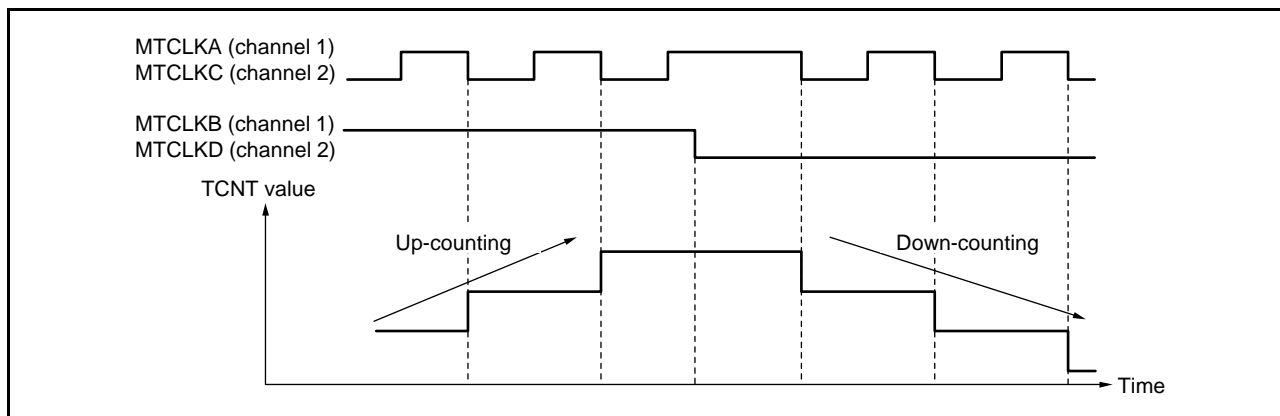 MTCLKA (channel 1)
MTCLKC (channel 2)
MTCLKB (channel 1)
MTCLKD (channel 2)
TCNT value
Up-counting
Down-counting
Time